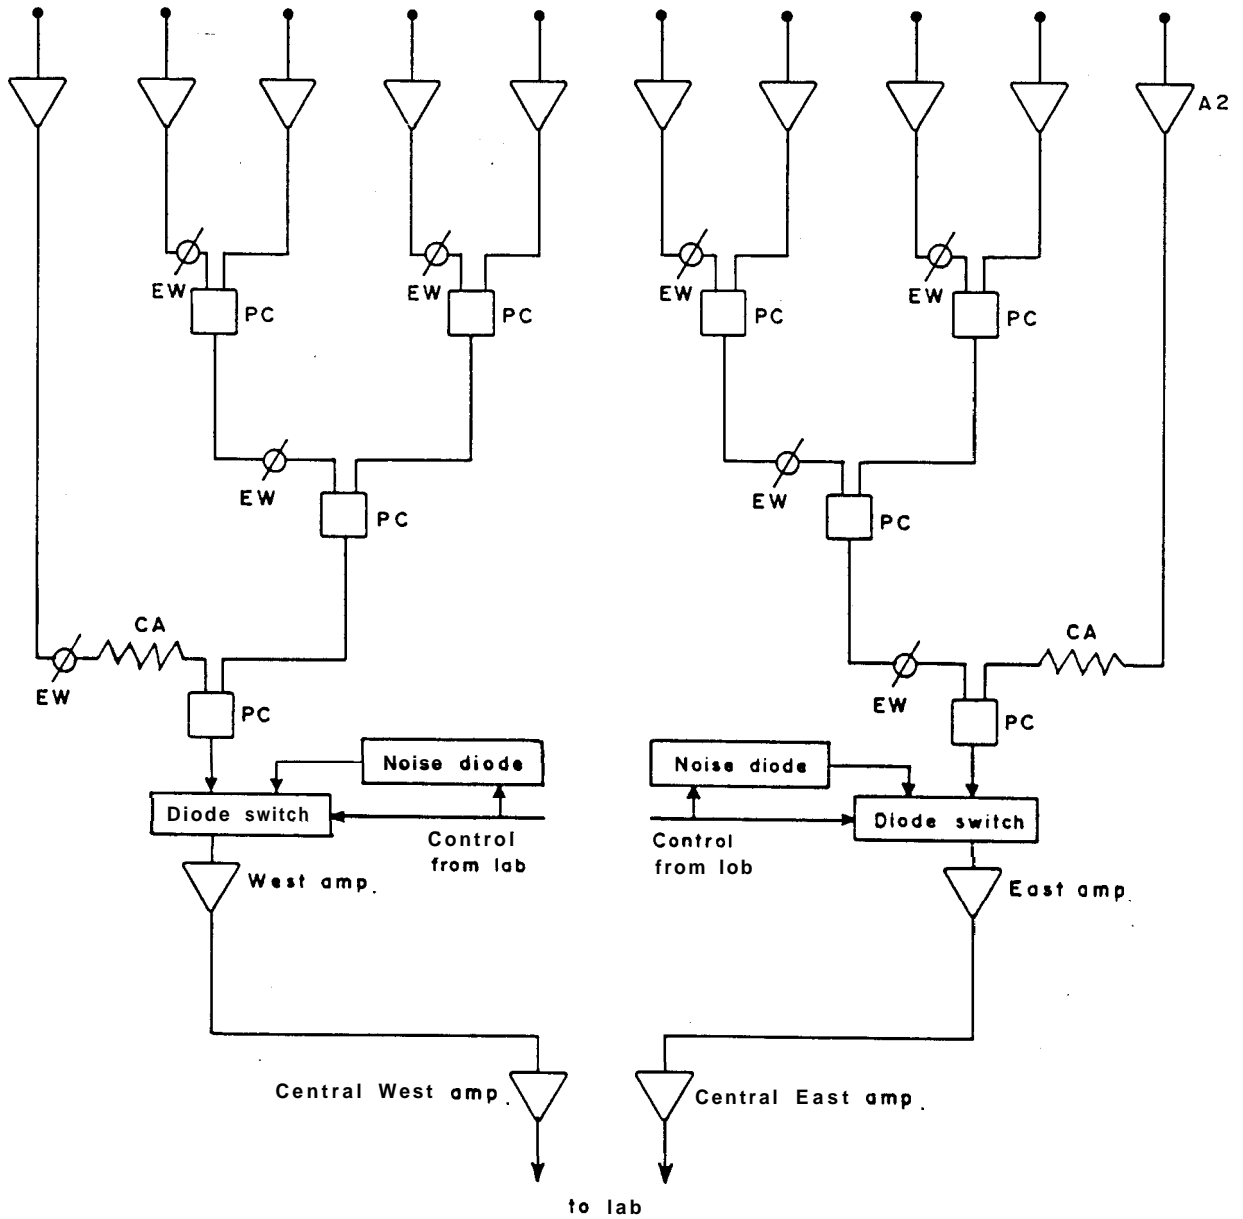 A2
EW
PC
EW
PC
EW
PC
EW
PC
EW
PC
EW
PC
CA
EW
PC
CA
EW
PC
Noise diode
Noise diode
Diode switch
Control
from lab
Control
from lob
Diode switch
West amp.
East amp.
Central West amp.
Central East amp.
to lab